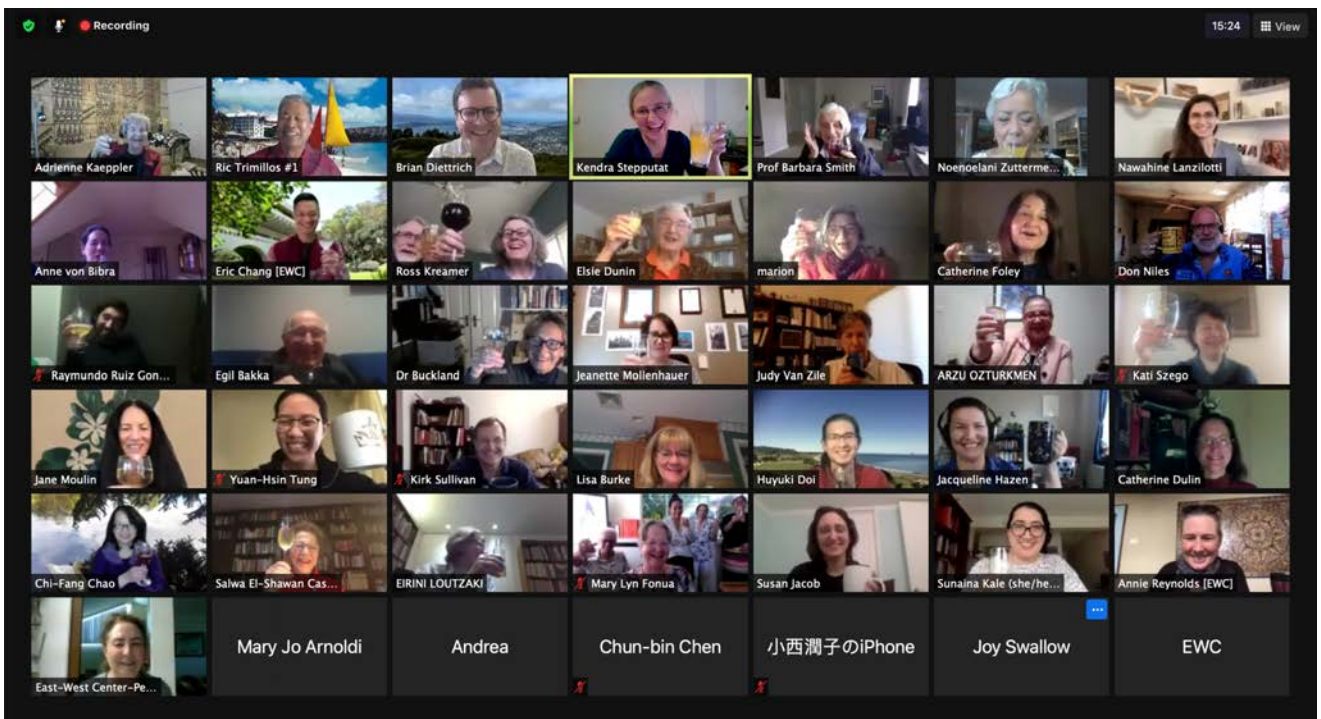 Recording
15:24
View
Adrienne Kaeppler
Ric Trimillos #1
Brian Diettrich
Kendra Stepputat
Prof Barbara Smith
Noenoelani Zutterme...
Nawahine Lanzilotti
Anne von Bibra
Eric Chang [EWC]
Ross Kreamer
Elsie Dunin
marion
Catherine Foley
Don Niles
Raymundo Ruiz Gon...
Egil Bakka
Dr Buckland
Jeanette Mollenhauer
Judy Van Zile
ARZU OZTURKMEN
Kati Szego
Jane Moulin
Yuan-Hsin Tung
Kirk Sullivan
Lisa Burke
Huyuki Doi
Jacqueline Hazen
Catherine Dulin
Chi-Fang Chao
Salwa El-Shawan Cas...
EIRINI LOUTZAKI
Mary Lyn Fonua
Susan Jacob
Sunaina Kale (she/he...
Annie Reynolds [EWC]
East-West Center-Pe...
Mary Jo Arnoldi
Andrea
Chun-bin Chen
小西潤子のiPhone
Joy Swallow
EWC